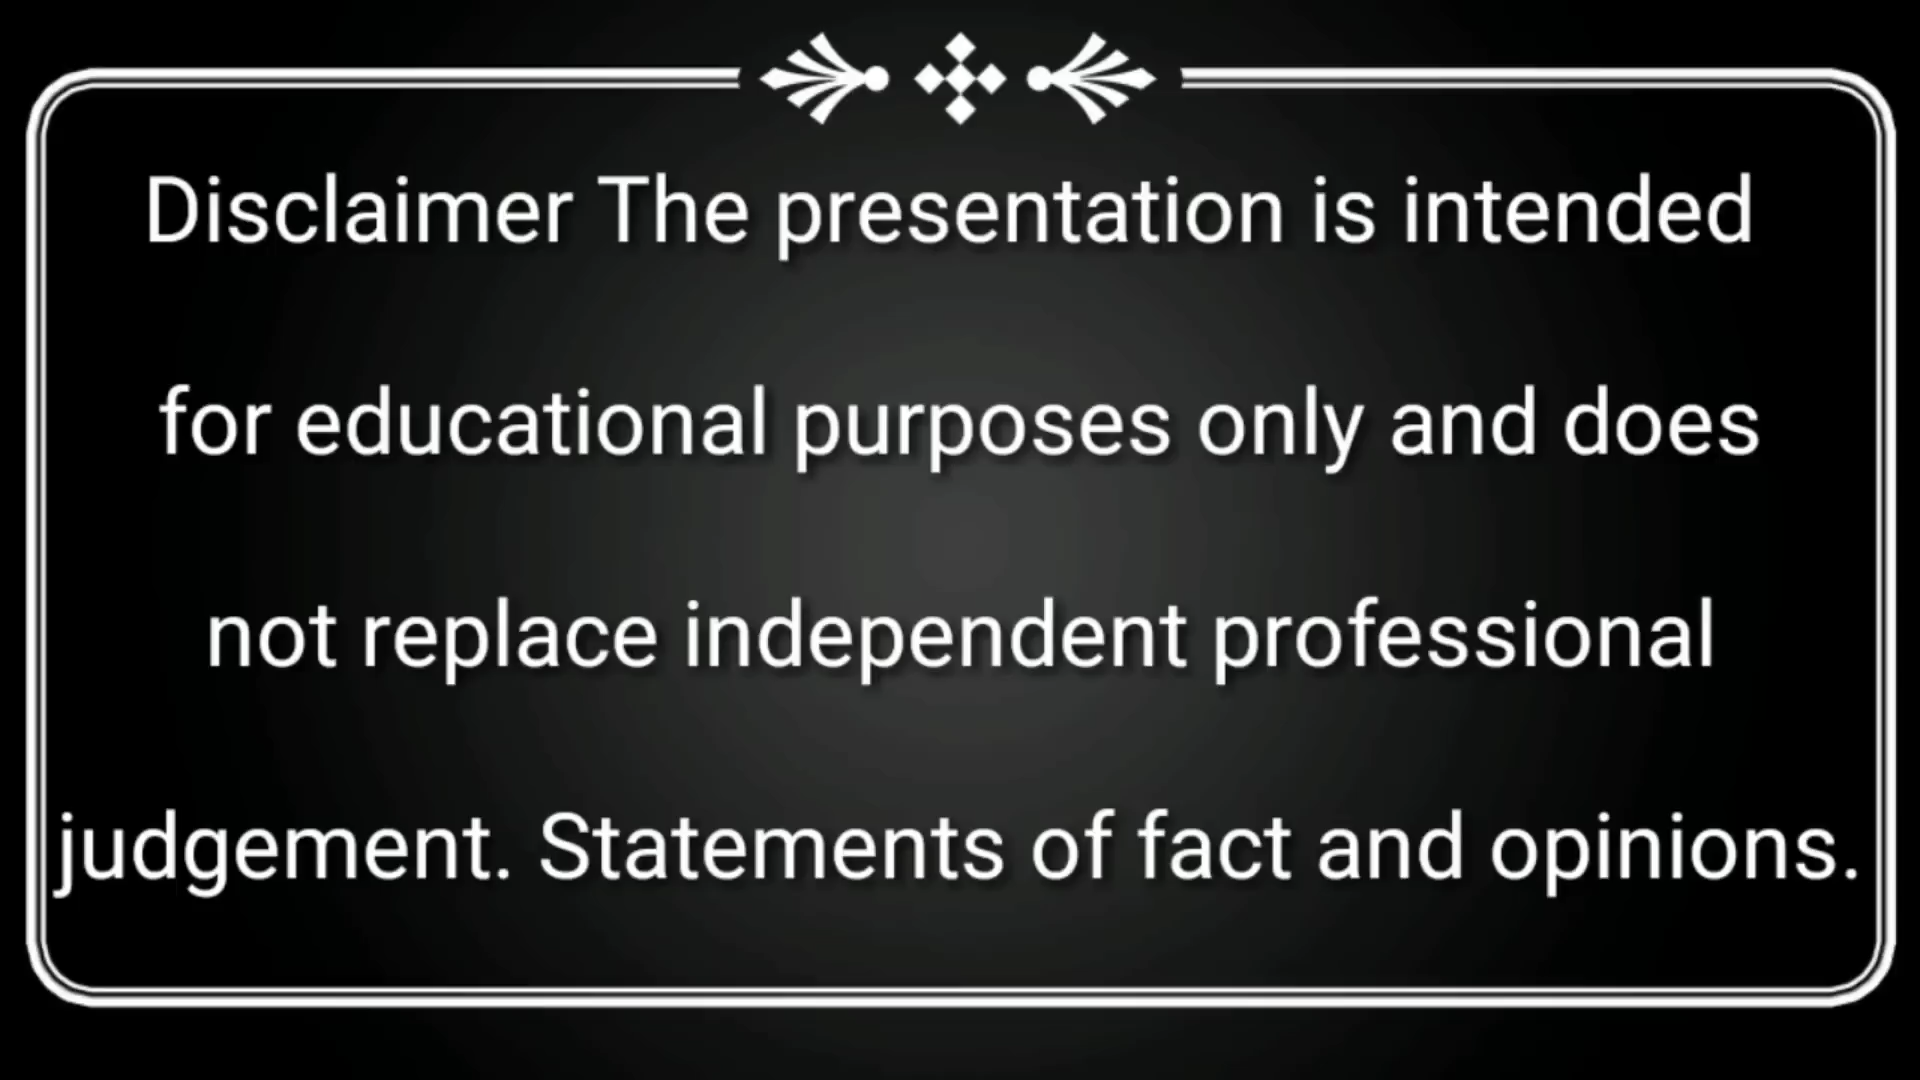 Disclaimer The presentation is intended
for educational purposes only and does
not replace independent professional
judgement. Statements of fact and opinions.